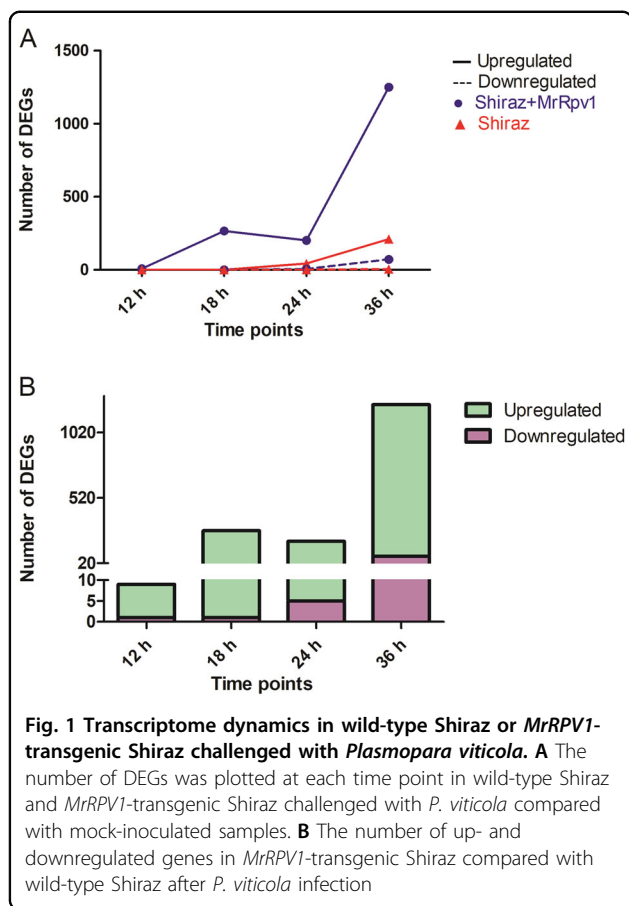 A
1500
1000
500
0
Number of DEGs
12 h
18 h
24 h
36 h
Time points
Upregulated
Downregulated
Shiraz+MrRpv1
Shiraz
B
1020
520
20
10
5
0
Number of DEGs
12 h
18 h
24 h
36 h
Time points
Upregulated
Downregulated
Fig. 1 Transcriptome dynamics in wild-type Shiraz or MrRPV1-
transgenic Shiraz challenged with Plasmopara viticola. A The
number of DEGs was plotted at each time point in wild-type Shiraz
and MrRPV1-transgenic Shiraz challenged with P. viticola compared
with mock-inoculated samples. B The number of up- and
downregulated genes in MrRPV1-transgenic Shiraz compared with
wild-type Shiraz after P. viticola infection